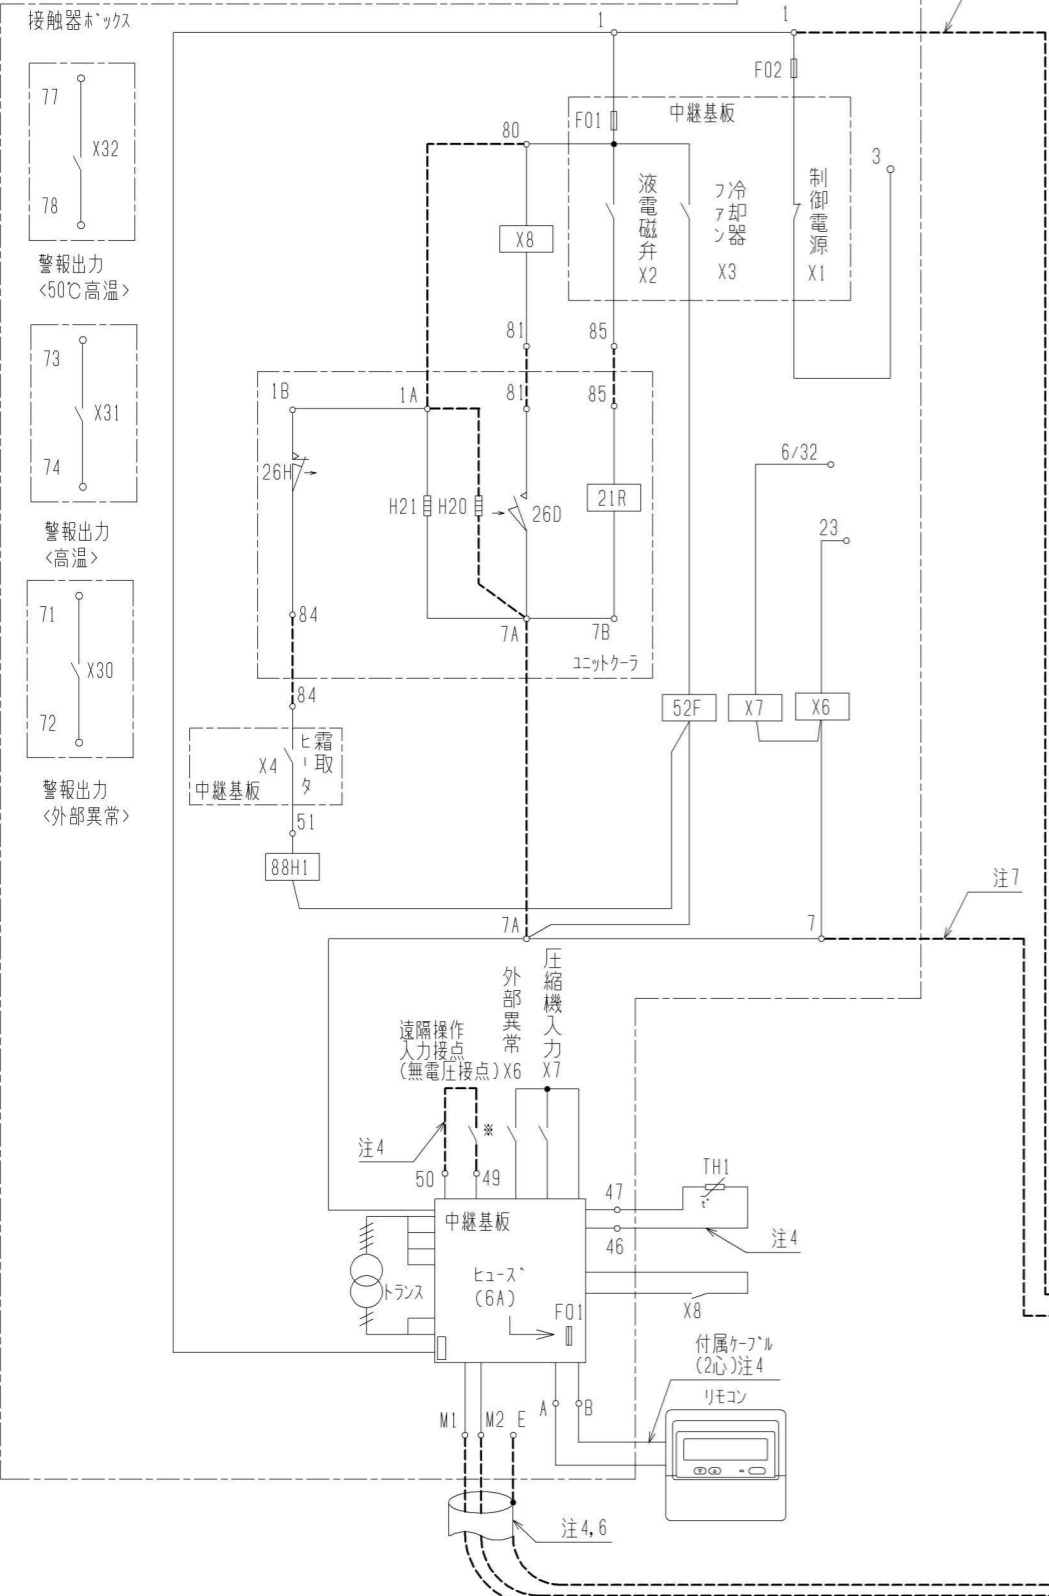 接触器ボックス
77
X32
78
警報出力
<50℃高温>
73
X31
74
警報出力
<高温>
71
X30
72
警報出力
<外部異常>
1
1
F02
中継基板
F01
80
3
液電磁弁
X2
冷却器
ファン
X3
制御電源
X1
X8
81
85
1B
1A
81
85
26H
H21
H20
26D
21R
6/32
23
84
7A
7B
ユニットクーラ
84
52F
X7
X6
X4
霜取
ヒータ
中継基板
51
88H1
7A
7
注7
外部異常
X6
圧縮機入力
X7
遠隔操作
入力接点
(無電圧接点)
※
注4
50
49
47
46
TH1
t°
注4
中継基板
ヒューズ
(6A)
F01
トランス
X8
付属ケーブル
(2心)注4
リモコン
A
B
M1
M2
E
注4,6